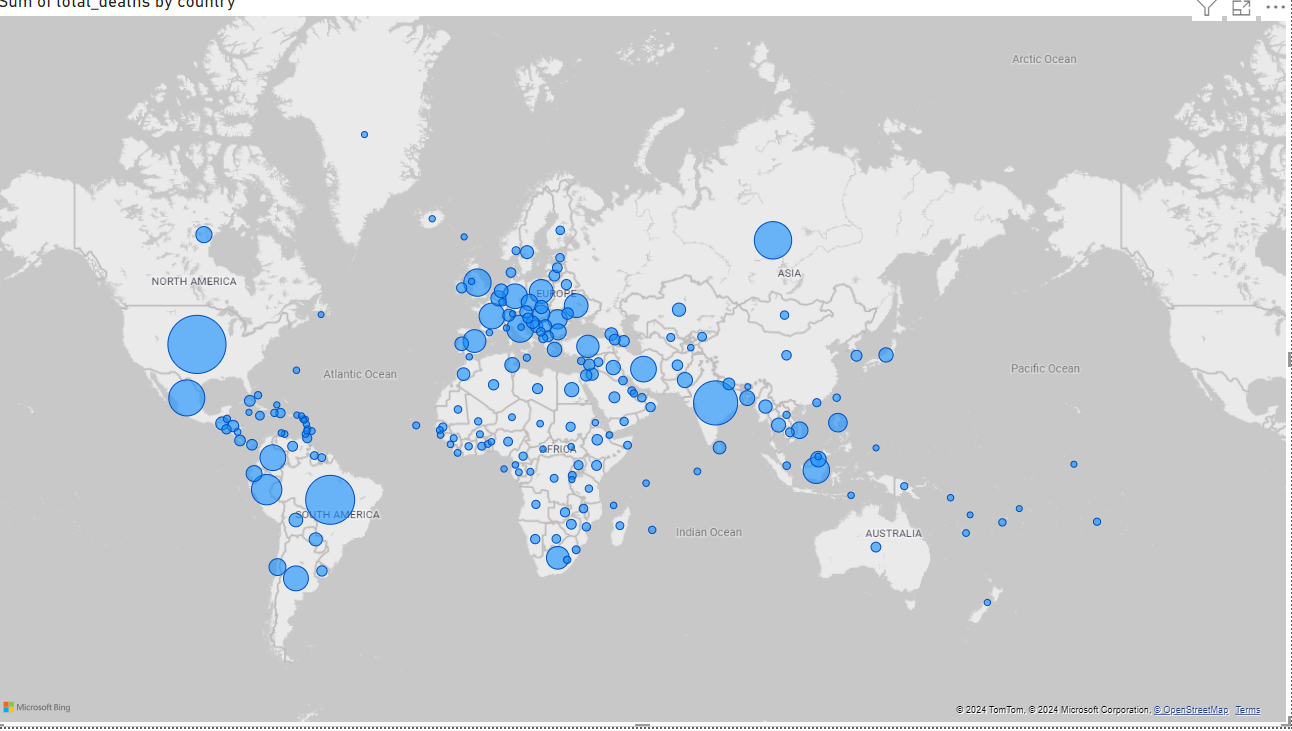 Sum of total_deaths by country
Arctic Ocean
NORTH AMERICA
ASIA
EUROPE
Atlantic Ocean
Pacific Ocean
AFRICA
SOUTH AMERICA
Indian Ocean
AUSTRALIA
Microsoft Bing
© 2024 TomTom, © 2024 Microsoft Corporation, © OpenStreetMap Terms